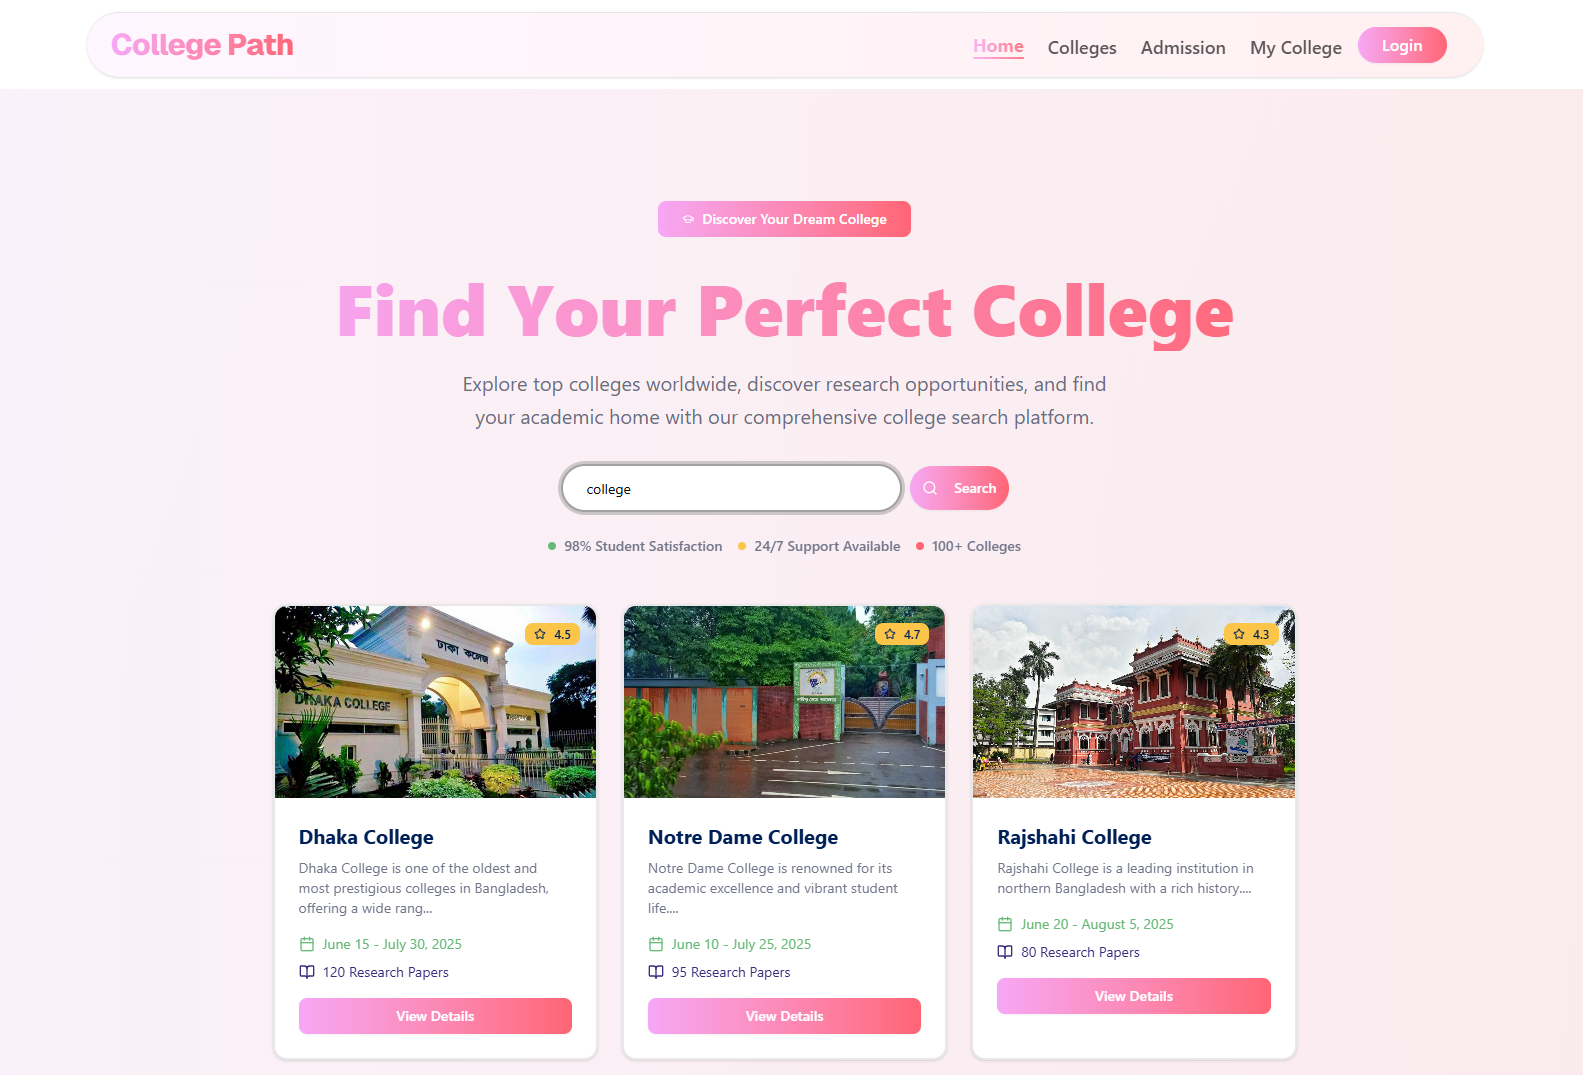 College Path
Home
Colleges
Admission
My College
Login
Discover Your Dream College
Find Your Perfect College
Explore top colleges worldwide, discover research opportunities, and find
your academic home with our comprehensive college search platform.
college
Search
98% Student Satisfaction
24/7 Support Available
100+ Colleges
4.5
ঢাকা কলেজ
DHAKA COLLEGE
4.7
4.3
Dhaka College
Dhaka College is one of the oldest and
most prestigious colleges in Bangladesh,
offering a wide rang...
June 15 - July 30, 2025
120 Research Papers
View Details
Notre Dame College
Notre Dame College is renowned for its
academic excellence and vibrant student
life....
June 10 - July 25, 2025
95 Research Papers
View Details
Rajshahi College
Rajshahi College is a leading institution in
northern Bangladesh with a rich history....
June 20 - August 5, 2025
80 Research Papers
View Details